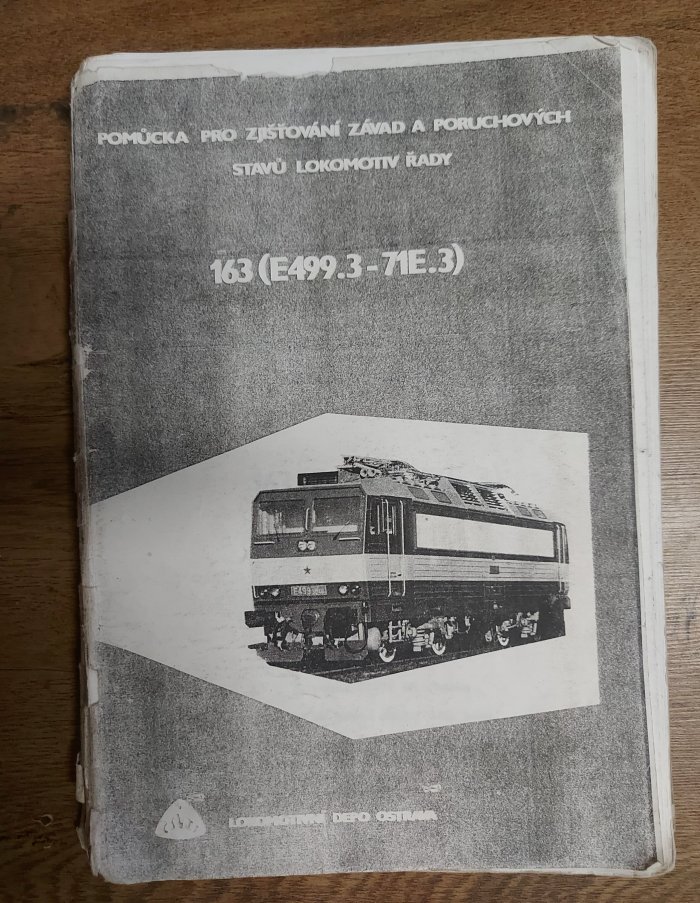 POMŮCKA PRO ZJIŠŤOVÁNÍ ZÁVAD A PORUCHOVÝCH
STAVŮ LOKOMOTIV ŘADY
163 (E499.3-71E.3)
LOKOMOTIVNÍ DEPO OSTRAVA